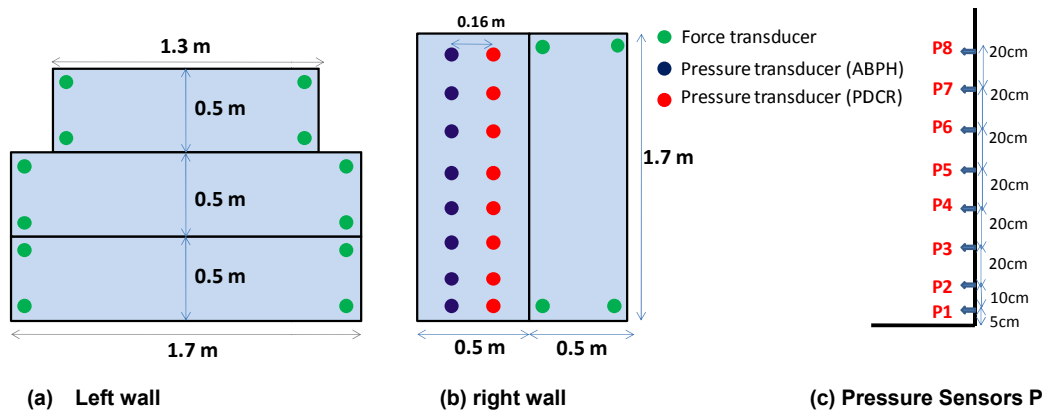 1.3 m
0.5 m
0.5 m
0.5 m
1.7 m
(a) Left wall
0.16 m
1.7 m
0.5 m
0.5 m
(b) right wall
Force transducer
Pressure transducer (ABPH)
Pressure transducer (PDCR)
P8
20cm
P7
20cm
P6
20cm
P5
20cm
P4
20cm
P3
20cm
P2
10cm
P1
5cm
(c) Pressure Sensors P